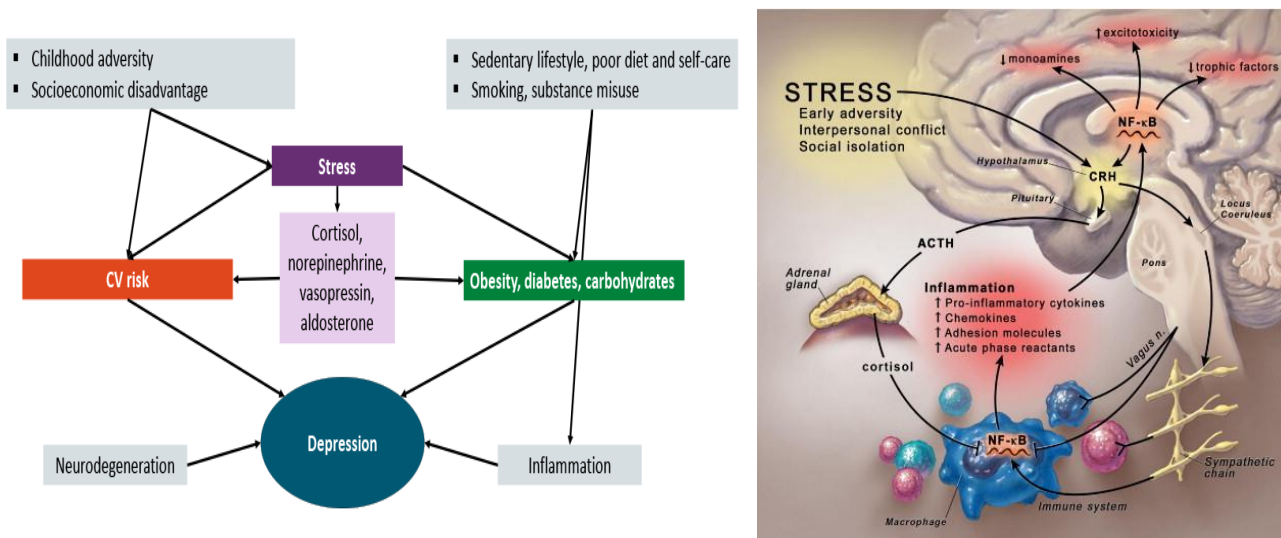 ▪ Childhood adversity
▪ Socioeconomic disadvantage
▪ Sedentary lifestyle, poor diet and self-care
▪ Smoking, substance misuse
Stress
Cortisol,
norepinephrine,
vasopressin,
aldosterone
CV risk
Obesity, diabetes, carbohydrates
Depression
Neurodegeneration
Inflammation
↑ excitotoxicity
↓ monoamines
↓ trophic factors
STRESS
Early adversity
Interpersonal conflict
Social isolation
NF-κB
Hypothalamus
CRH
Pituitary
Locus
Coeruleus
ACTH
Pons
Adrenal
gland
Inflammation
↑ Pro-inflammatory cytokines
↑ Chemokines
↑ Adhesion molecules
↑ Acute phase reactants
Vagus n.
cortisol
NF-κB
Sympathetic
chain
Immune system
Macrophage